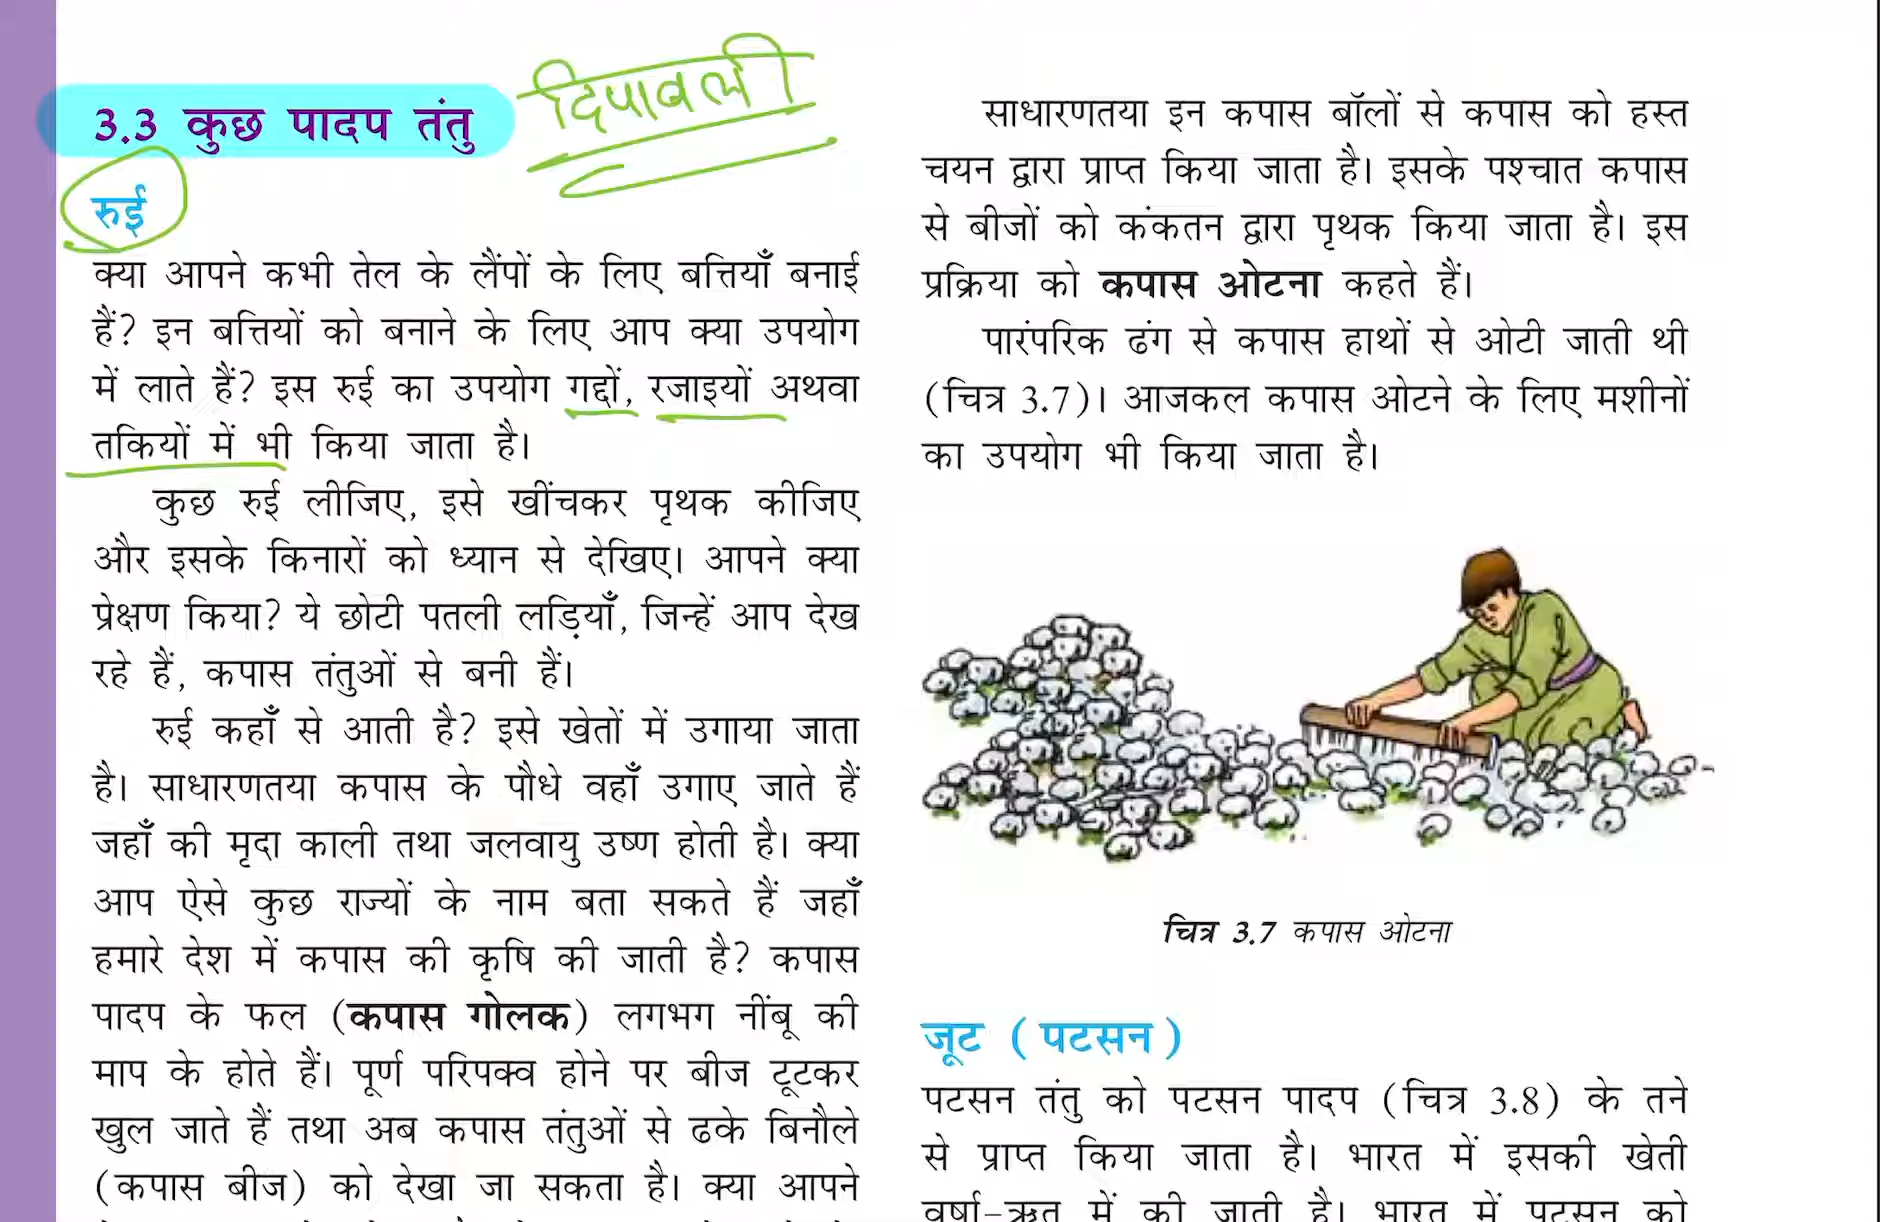 3.3 कुछ पादप तंतु
दिपावली
रुई
क्या आपने कभी तेल के लैंपों के लिए बत्तियाँ बनाई
हैं? इन बत्तियों को बनाने के लिए आप क्या उपयोग
में लाते हैं? इस रुई का उपयोग गद्दों, रजाइयों अथवा
तकियों में भी किया जाता है।
कुछ रुई लीजिए, इसे खींचकर पृथक कीजिए
और इसके किनारों को ध्यान से देखिए। आपने क्या
प्रेक्षण किया? ये छोटी पतली लड़ियाँ, जिन्हें आप देख
रहे हैं, कपास तंतुओं से बनी हैं।
रुई कहाँ से आती है? इसे खेतों में उगाया जाता
है। साधारणतया कपास के पौधे वहाँ उगाए जाते हैं
जहाँ की मृदा काली तथा जलवायु उष्ण होती है। क्या
आप ऐसे कुछ राज्यों के नाम बता सकते हैं जहाँ
हमारे देश में कपास की कृषि की जाती है? कपास
पादप के फल (कपास गोलक) लगभग नींबू की
माप के होते हैं। पूर्ण परिपक्व होने पर बीज टूटकर
खुल जाते हैं तथा अब कपास तंतुओं से ढके बिनौले
(कपास बीज) को देखा जा सकता है। क्या आपने
साधारणतया इन कपास बॉलों से कपास को हस्त
चयन द्वारा प्राप्त किया जाता है। इसके पश्चात कपास
से बीजों को कंकतन द्वारा पृथक किया जाता है। इस
प्रक्रिया को कपास ओटना कहते हैं।
पारंपरिक ढंग से कपास हाथों से ओटी जाती थी
(चित्र 3.7)। आजकल कपास ओटने के लिए मशीनों
का उपयोग भी किया जाता है।
चित्र 3.7 कपास ओटना
जूट (पटसन)
पटसन तंतु को पटसन पादप (चित्र 3.8) के तने
से प्राप्त किया जाता है। भारत में इसकी खेती
वर्षा-ऋतु में की जाती है। भारत में पटसन को